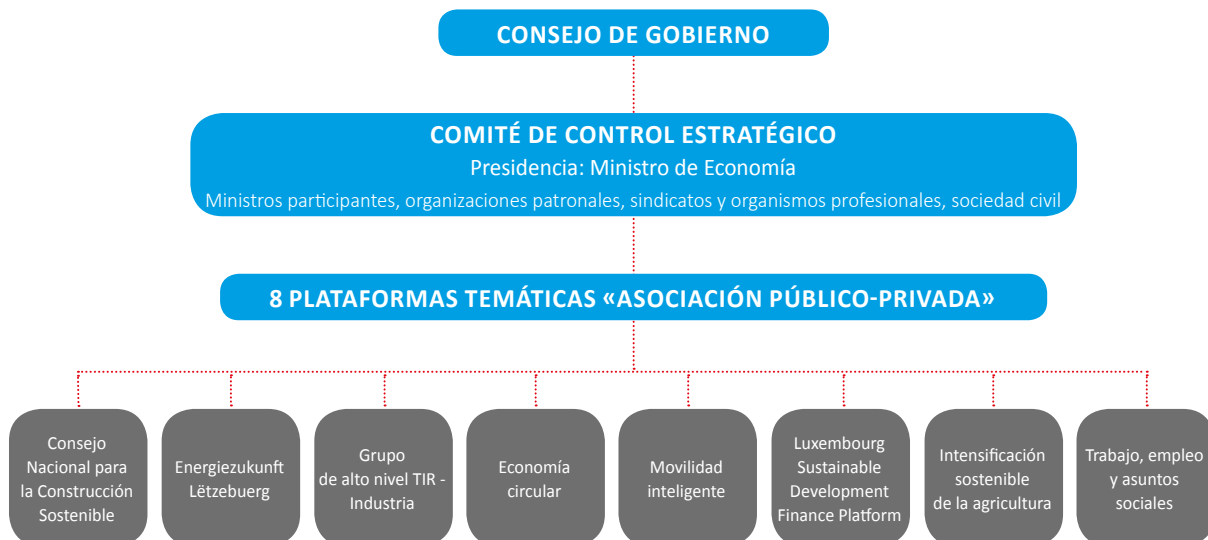 CONSEJO DE GOBIERNO
COMITÉ DE CONTROL ESTRATÉGICO
Presidencia: Ministro de Economía
Ministros participantes, organizaciones patronales, sindicatos y organismos profesionales, sociedad civil
8 PLATAFORMAS TEMÁTICAS «ASOCIACIÓN PÚBLICO-PRIVADA»
Consejo
Nacional para
la Construcción
Sostenible
Energiezukunft
Lëtzebuerg
Grupo
de alto nivel TIR -
Industria
Economía
circular
Movilidad
inteligente
Luxembourg
Sustainable
Development
Finance Platform
Intensificación
sostenible
de la agricultura
Trabajo, empleo
y asuntos
sociales